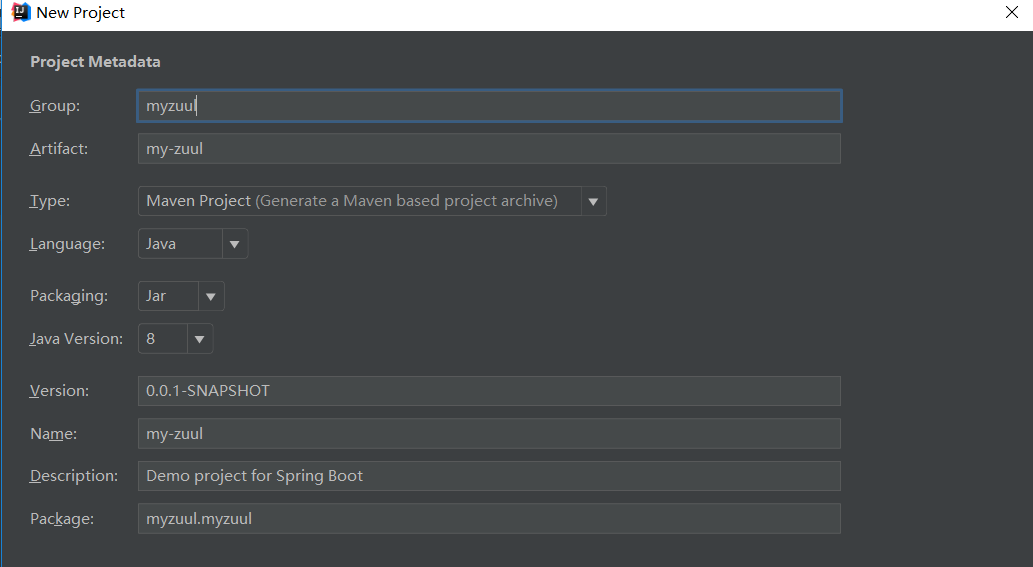 New Project
Project Metadata
Group: myzuul
Artifact: my-zuul
Type: Maven Project (Generate a Maven based project archive)
Language: Java
Packaging: Jar
Java Version: 8
Version: 0.0.1-SNAPSHOT
Name: my-zuul
Description: Demo project for Spring Boot
Package: myzuul.myzuul